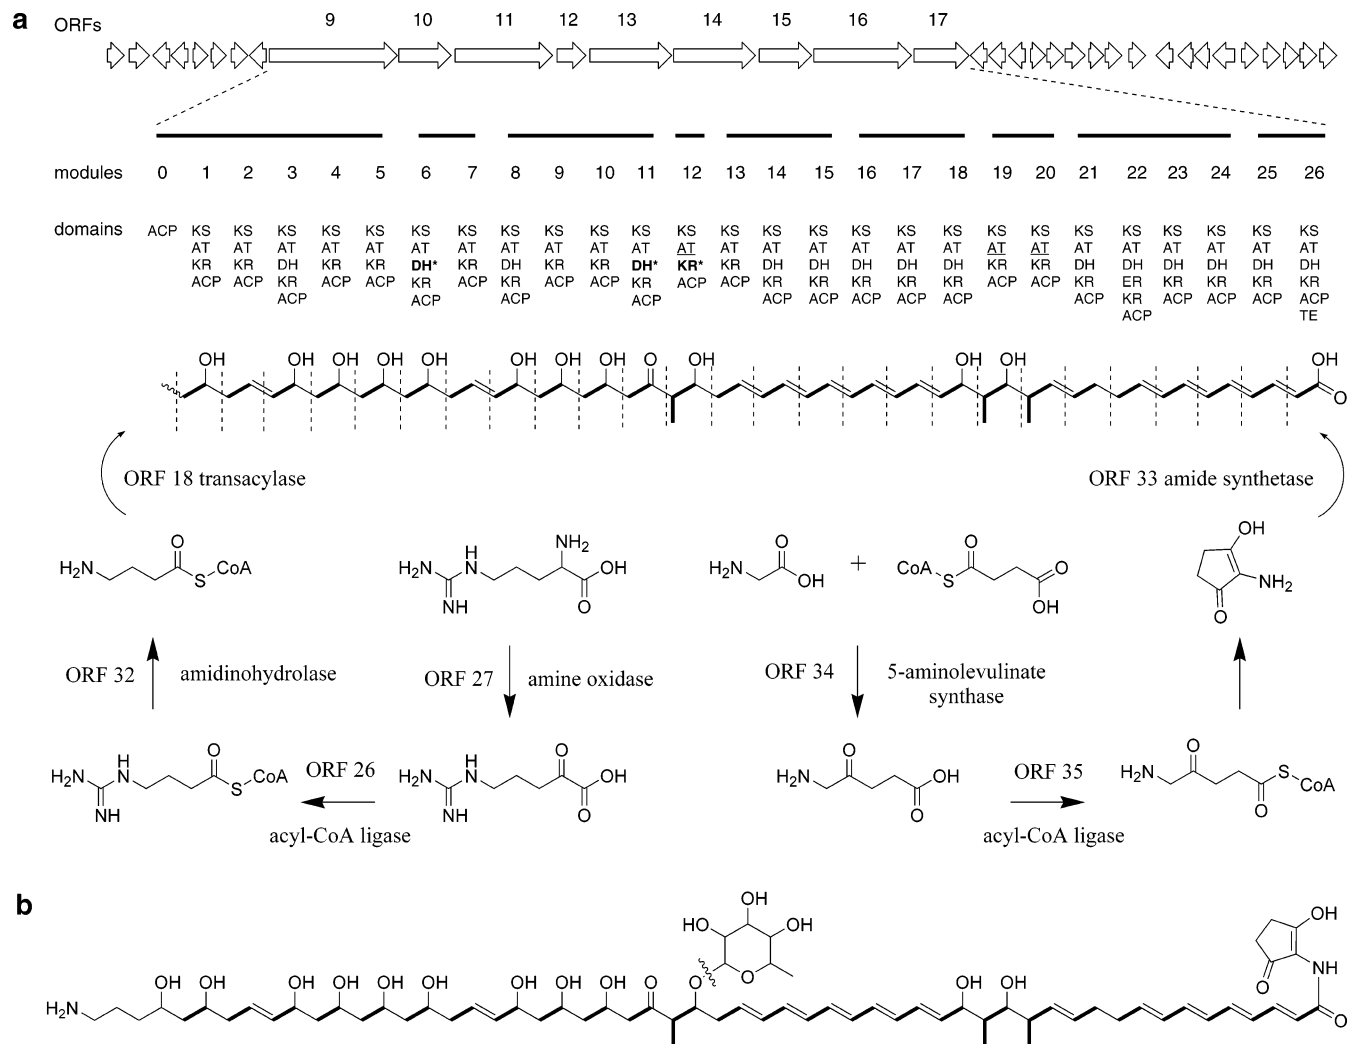 a
ORFs 9 10 11 12 13 14 15 16 17
modules 0 1 2 3 4 5 6 7 8 9 10 11 12 13 14 15 16 17 18 19 20 21 22 23 24 25 26
domains ACP KS KS KS KS KS KS KS KS KS KS KS KS KS KS KS KS KS KS KS KS KS KS KS KS KS KS
AT AT AT AT AT AT AT AT AT AT AT AT AT AT AT AT AT AT AT AT AT AT AT AT AT AT
KR KR DH KR KR DH* KR DH KR KR DH* KR* KR DH DH DH DH DH KR KR DH DH DH DH DH DH
ACP ACP KR ACP ACP KR ACP KR ACP ACP KR ACP ACP KR KR KR KR KR ACP ACP KR ER KR KR KR KR
ACP ACP ACP ACP ACP ACP ACP ACP ACP ACP KR ACP ACP ACP ACP
ACP TE
OH OH OH OH OH OH OH OH O OH OH OH OH
O
ORF 18 transacylase ORF 33 amide synthetase
O NH2 O O OH
H2N S CoA H2N H N OH NH O H2N OH + CoA S O OH NH2 O
ORF 32 amidinohydrolase ORF 27 amine oxidase ORF 34 5-aminolevulinate
synthase
H2N H N NH O S CoA ORF 26 H2N H N NH O OH O H2N O OH O ORF 35 H2N O O S CoA
acyl-CoA ligase acyl-CoA ligase
b
OH
HO OH OH
O O NH
OH OH OH OH OH OH OH OH OH O O OH OH
H2N O